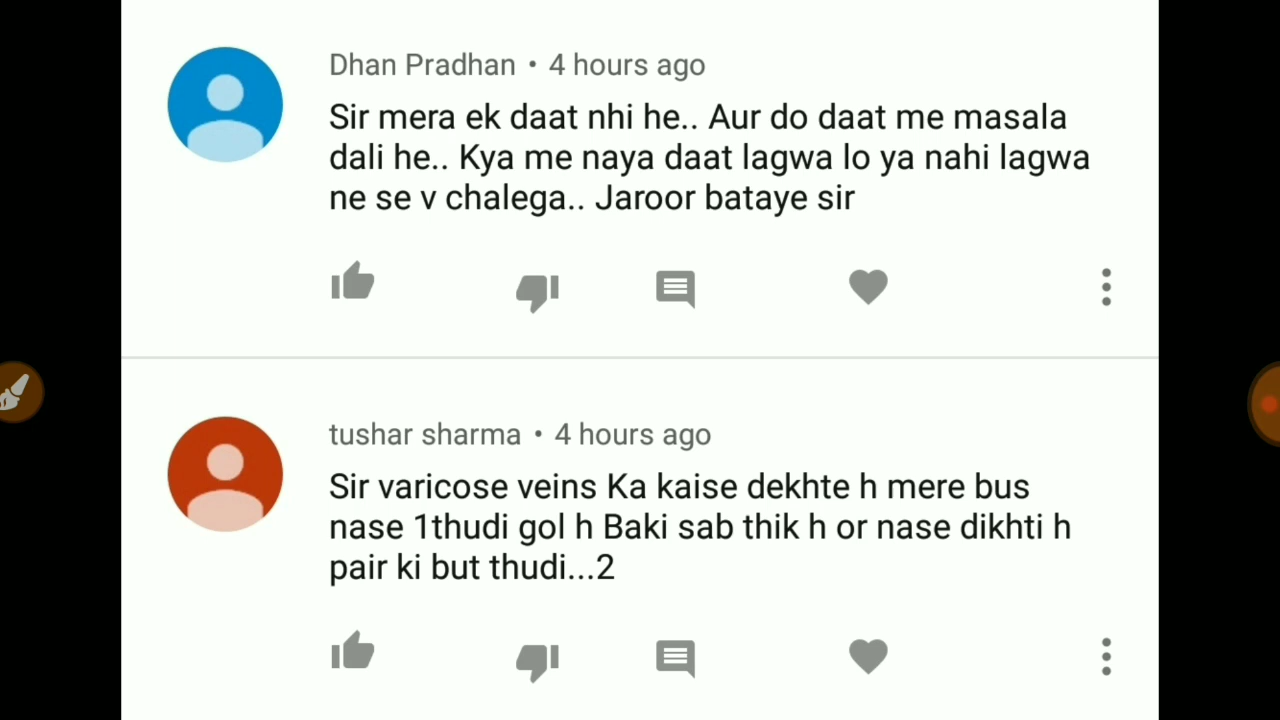 Dhan Pradhan • 4 hours ago
Sir mera ek daat nhi he.. Aur do daat me masala
dali he.. Kya me naya daat lagwa lo ya nahi lagwa
ne se v chalega.. Jaroor bataye sir
tushar sharma • 4 hours ago
Sir varicose veins Ka kaise dekhte h mere bus
nase 1thudi gol h Baki sab thik h or nase dikhti h
pair ki but thudi...2